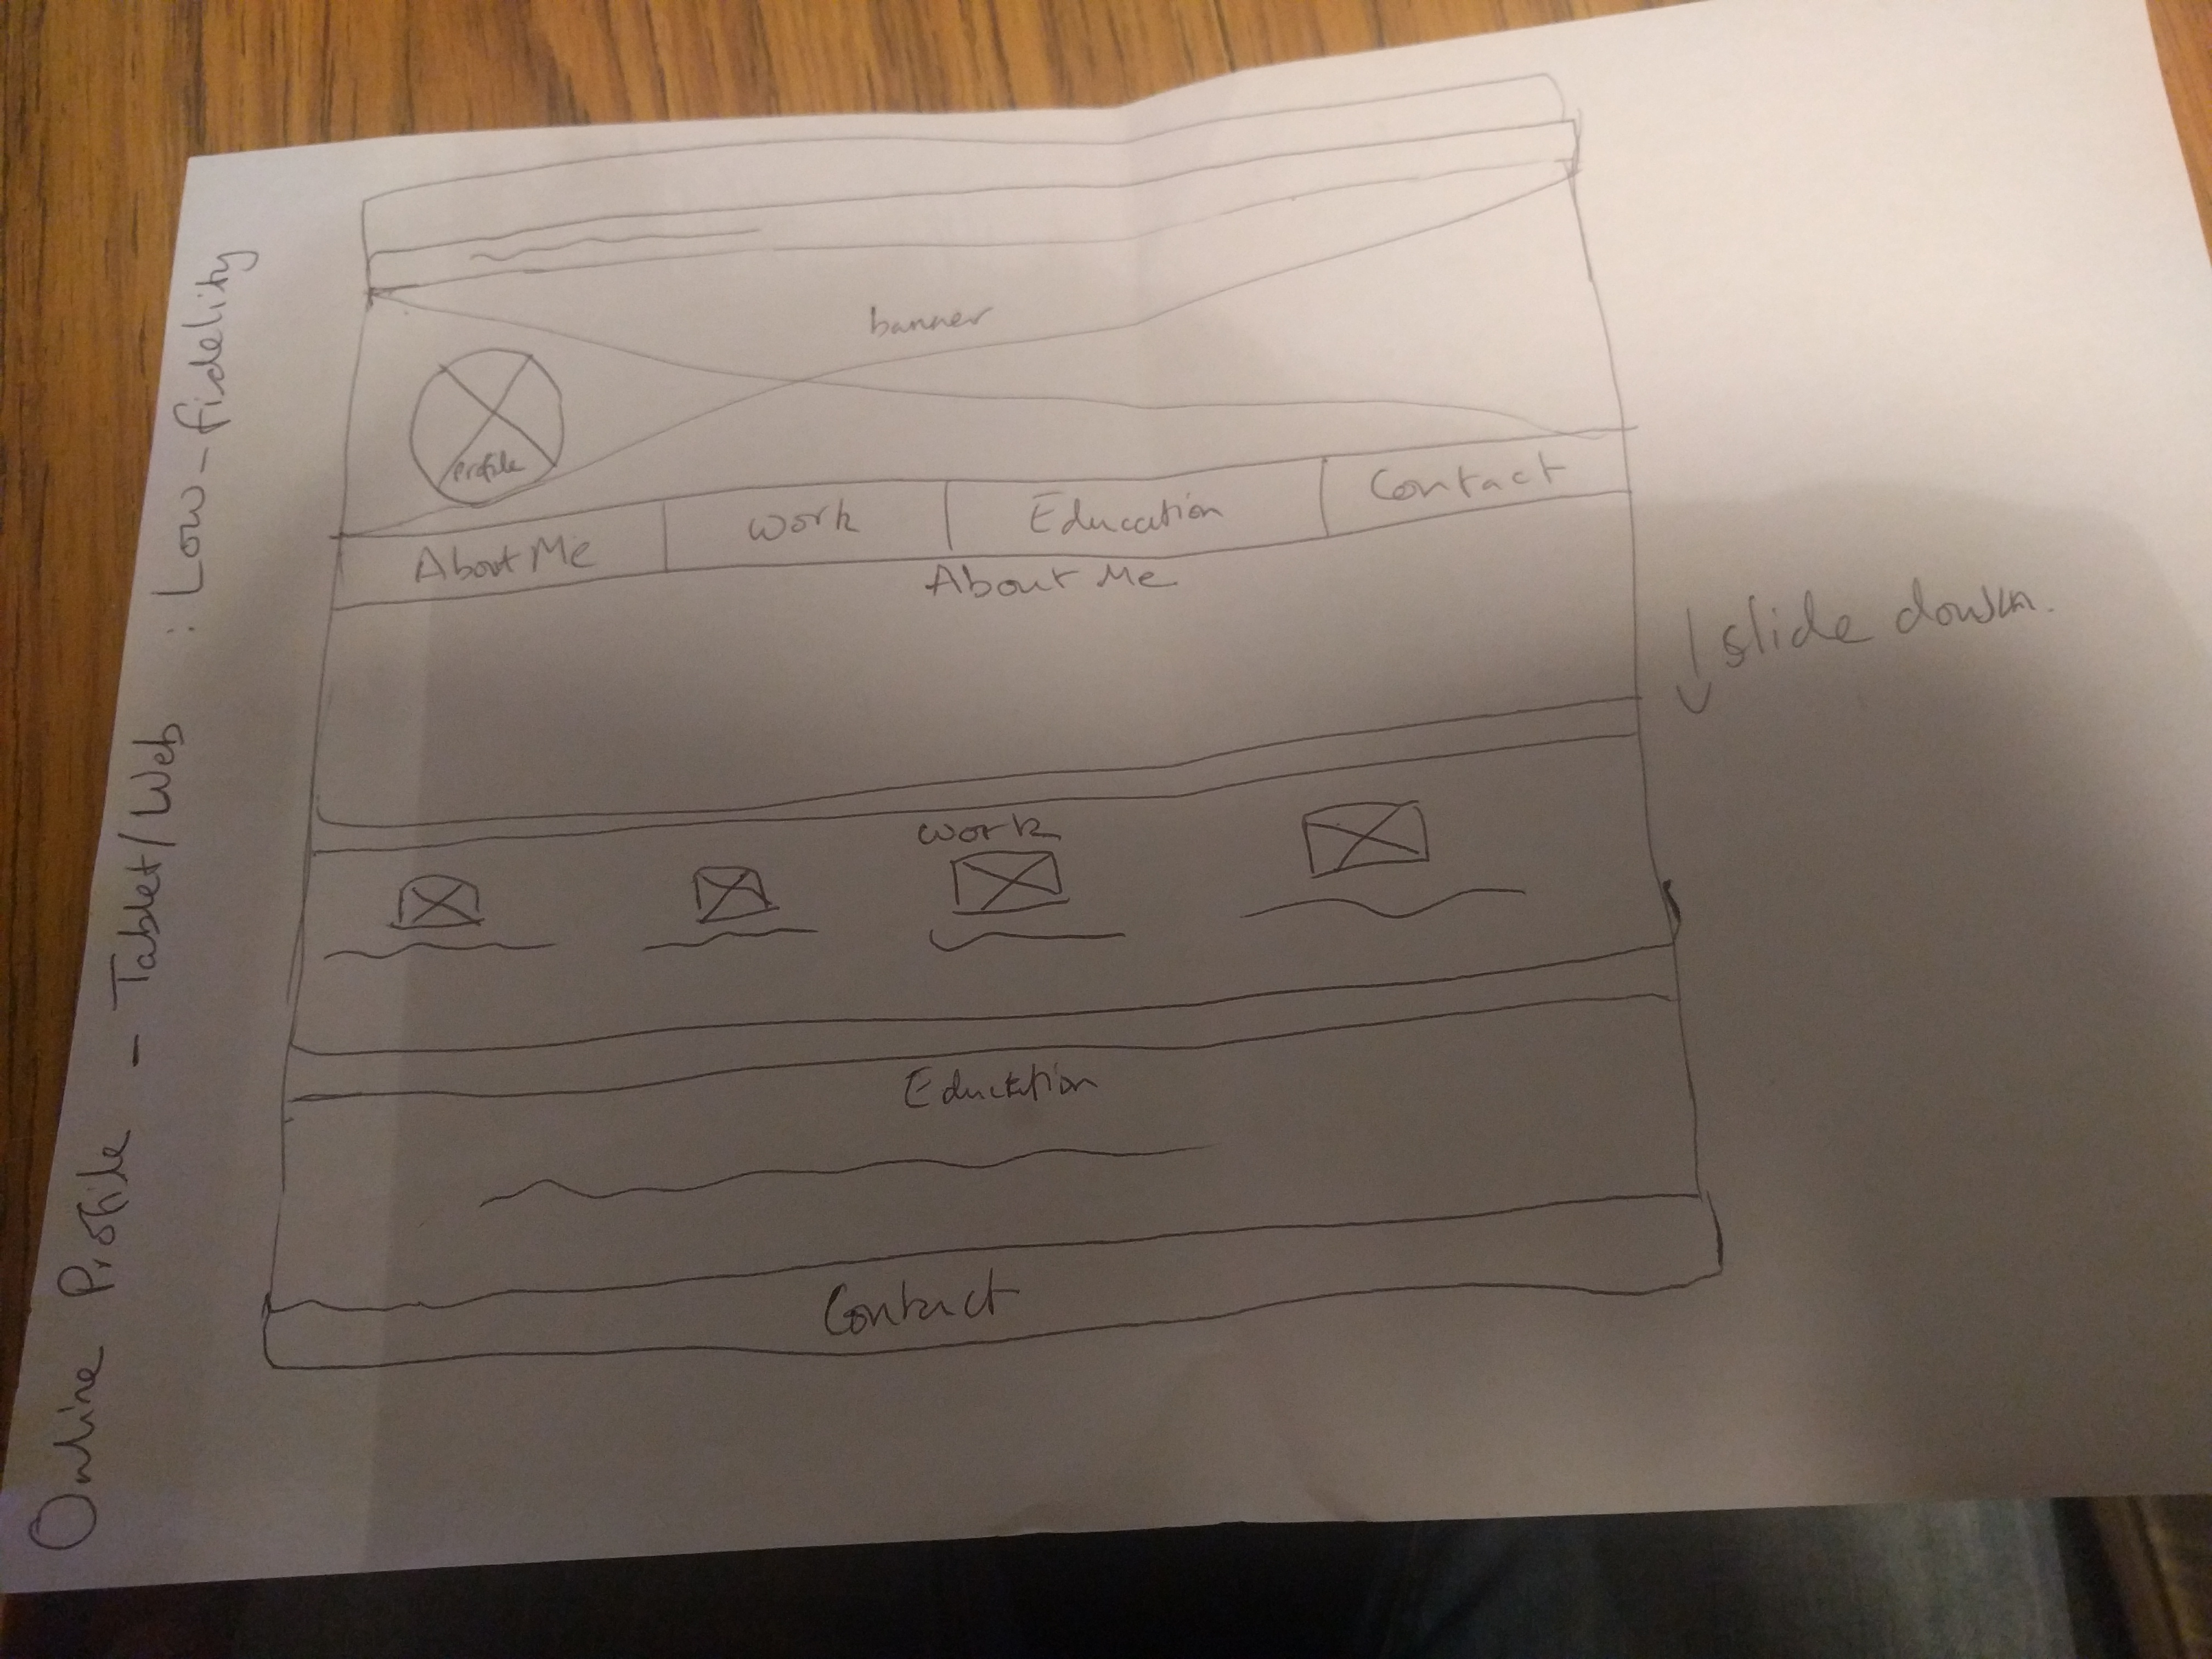 Online Profile - Tablet/Web : Low-fidelity
banner
profile
About Me
Work
Education
Contact
About Me
↓ slide down.
Work
Education
Contact